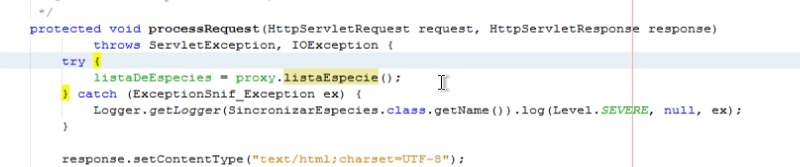 */
protected void processRequest(HttpServletRequest request, HttpServletResponse response)
throws ServletException, IOException {
try {
listaDeEspecies = proxy.listaEspecie();
} catch (ExceptionSnif_Exception ex) {
Logger.getLogger(SincronizarEspecies.class.getName()).log(Level.SEVERE, null, ex);
}
response.setContentType("text/html;charset=UTF-8");